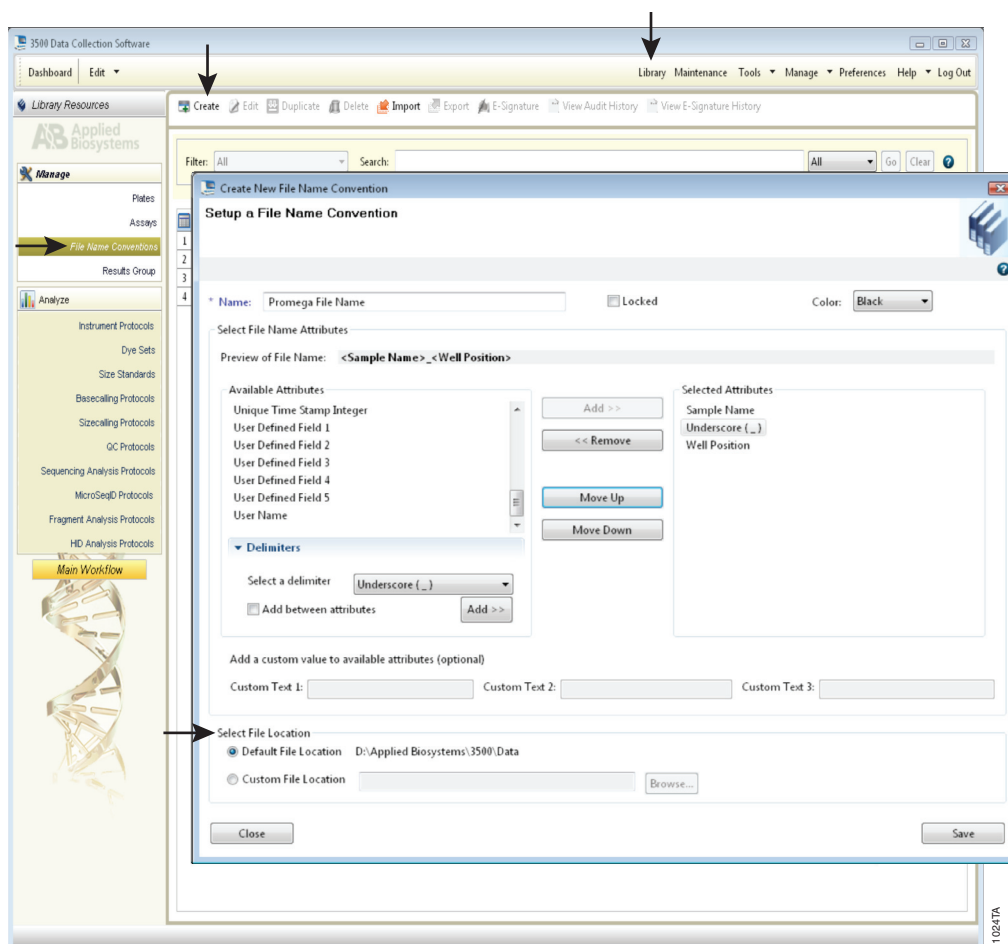 3500 Data Collection Software
Dashboard Edit Library Maintenance Tools Manage Preferences Help Log Out
Library Resources
Create Edit Duplicate Delete Import Export E-Signature View Audit History View E-Signature History
AB Applied Biosystems
Filter: All Search: All Go Clear
Manage
Plates
Assays
File Name Conventions
Results Group
1
2
3
4
Analyze
Instrument Protocols
Dye Sets
Size Standards
Basecalling Protocols
Sizecalling Protocols
QC Protocols
Sequencing Analysis Protocols
MicroSeqID Protocols
Fragment Analysis Protocols
HID Analysis Protocols
Main Workflow
Create New File Name Convention
Setup a File Name Convention
* Name: Promega File Name Locked Color: Black
Select File Name Attributes
Preview of File Name: <Sample Name>_<Well Position>
Available Attributes
Unique Time Stamp Integer
User Defined Field 1
User Defined Field 2
User Defined Field 3
User Defined Field 4
User Defined Field 5
User Name
Add >>
<< Remove
Move Up
Move Down
Selected Attributes
Sample Name
Underscore (_)
Well Position
Delimiters
Select a delimiter Underscore (_)
Add between attributes Add >>
Add a custom value to available attributes (optional)
Custom Text 1: Custom Text 2: Custom Text 3:
Select File Location
Default File Location D:\Applied Biosystems\3500\Data
Custom File Location Browse...
Close Save
1024TA